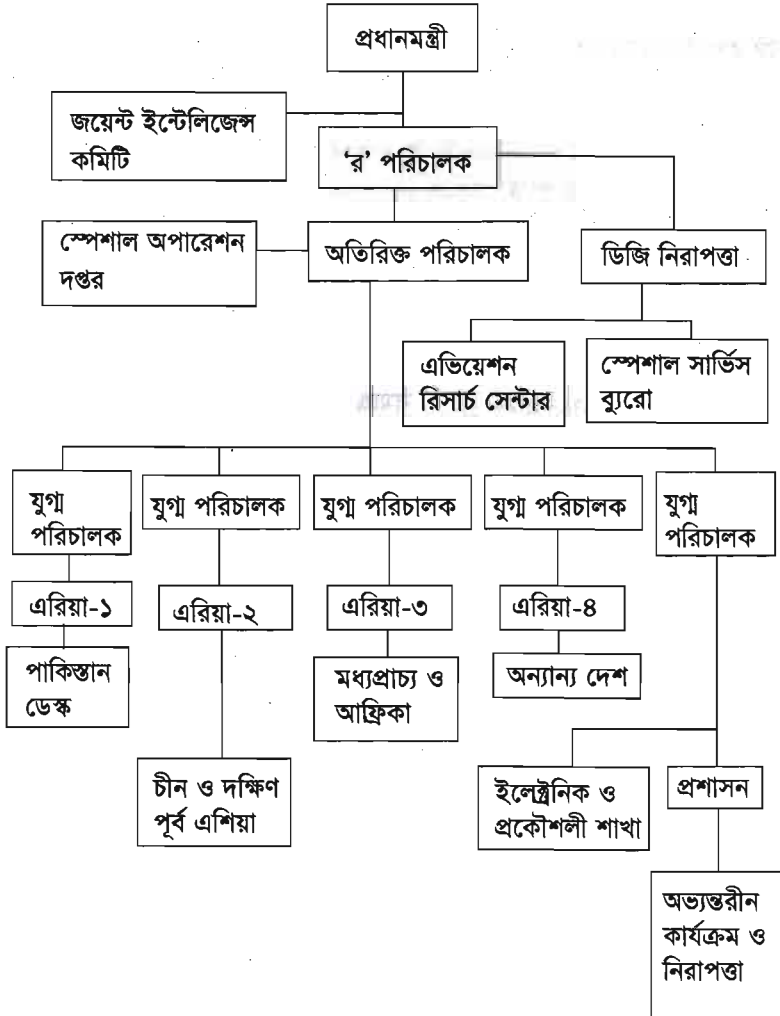 প্রধানমন্ত্রী
জয়েন্ট ইন্টেলিজেন্স
কমিটি
‘র’ পরিচালক
স্পেশাল অপারেশন
দপ্তর
অতিরিক্ত পরিচালক
ডিজি নিরাপত্তা
এভিয়েশন
রিসার্চ সেন্টার
স্পেশাল সার্ভিস
ব্যুরো
যুগ্ম
পরিচালক
যুগ্ম পরিচালক
যুগ্ম পরিচালক
যুগ্ম পরিচালক
যুগ্ম
পরিচালক
এরিয়া-১
এরিয়া-২
এরিয়া-৩
এরিয়া-৪
পাকিস্তান
ডেস্ক
মধ্যপ্রাচ্য ও
আফ্রিকা
অন্যান্য দেশ
চীন ও দক্ষিণ
পূর্ব এশিয়া
ইলেক্ট্রনিক ও
প্রকৌশলী শাখা
প্রশাসন
অভ্যন্তরীন
কার্যক্রম ও
নিরাপত্তা